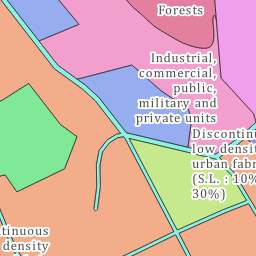 Forests
Industrial,
commercial,
public,
military and
private units
Discontinu
low densit
urban fabr
(S.L. : 10%
30%)
tinuous
density